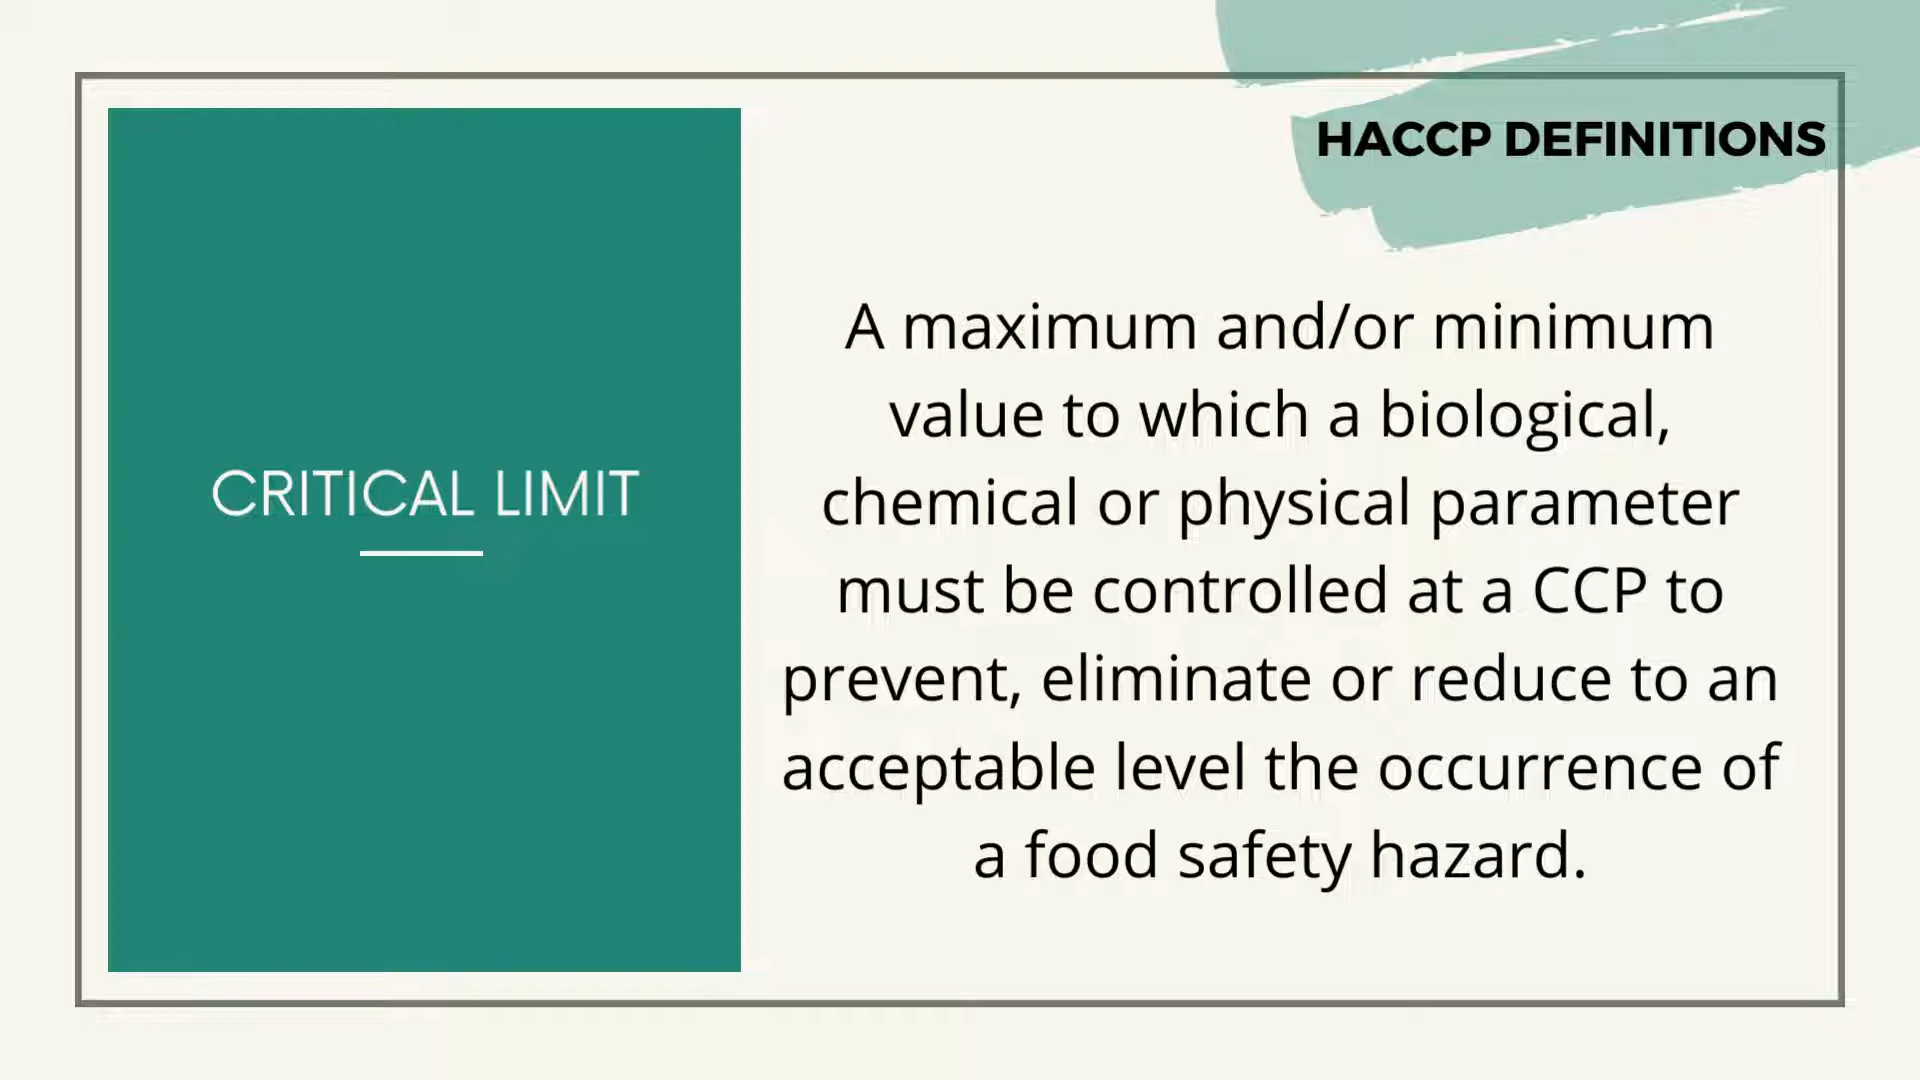 HACCP DEFINITIONS
CRITICAL LIMIT
A maximum and/or minimum
value to which a biological,
chemical or physical parameter
must be controlled at a CCP to
prevent, eliminate or reduce to an
acceptable level the occurrence of
a food safety hazard.